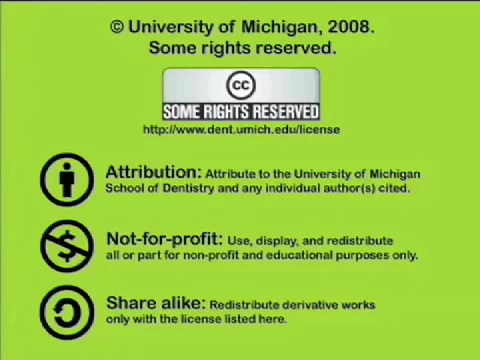 © University of Michigan, 2008.
Some rights reserved.
cc
SOME RIGHTS RESERVED
http://www.dent.umich.edu/license
Attribution: Attribute to the University of Michigan
School of Dentistry and any individual author(s) cited.
$
Not-for-profit: Use, display, and redistribute
all or part for non-profit and educational purposes only.
Share alike: Redistribute derivative works
only with the license listed here.